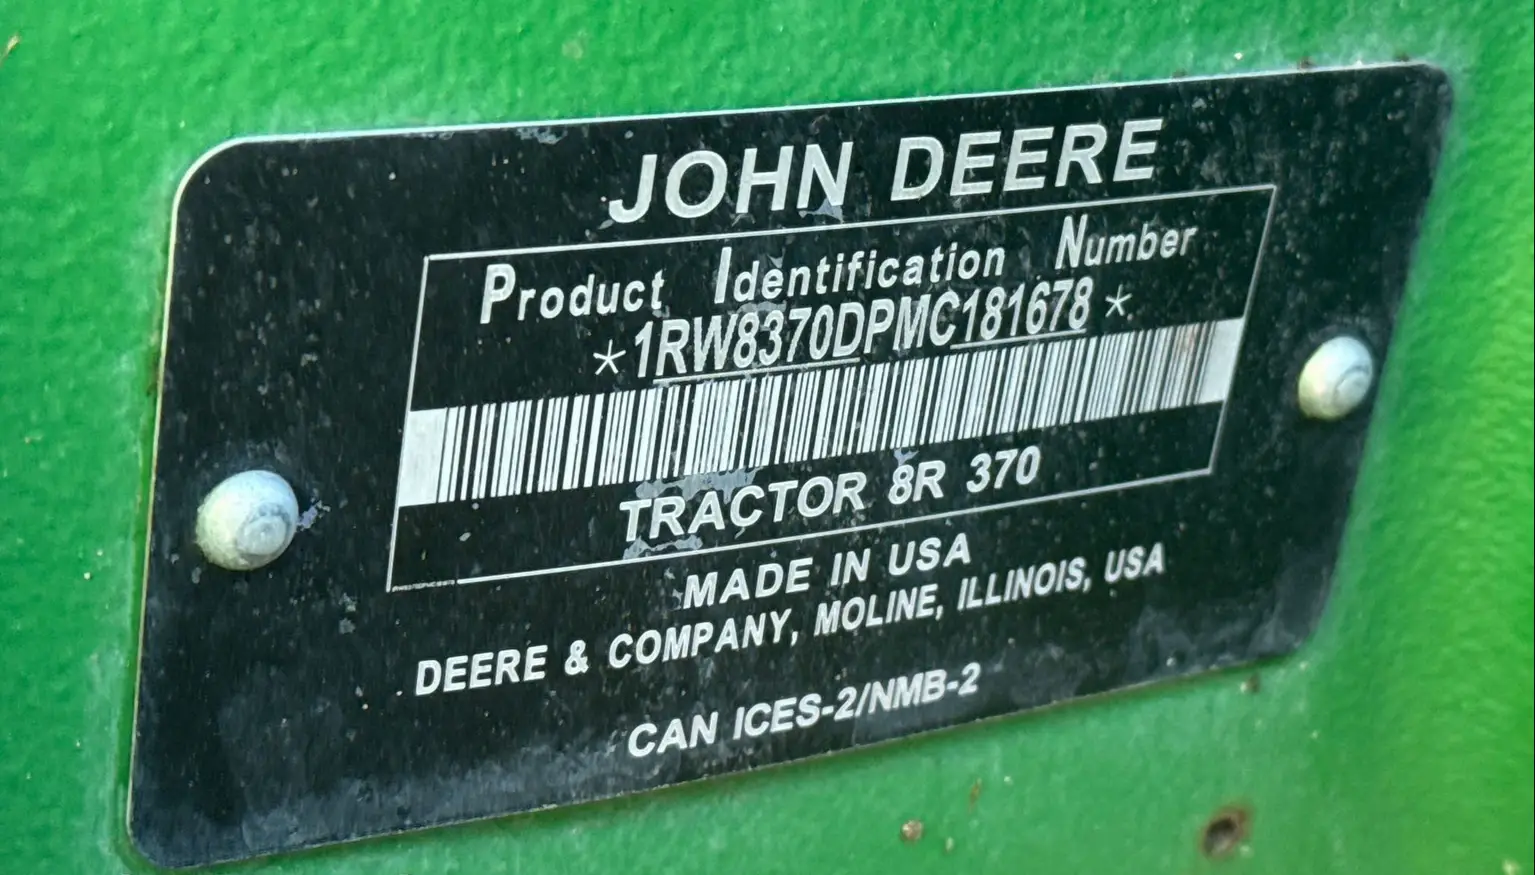 JOHN DEERE
Product Identification Number
*1RW8370DPMC181678*
TRACTOR 8R 370
MADE IN USA
DEERE & COMPANY, MOLINE, ILLINOIS, USA
CAN ICES-2/NMB-2